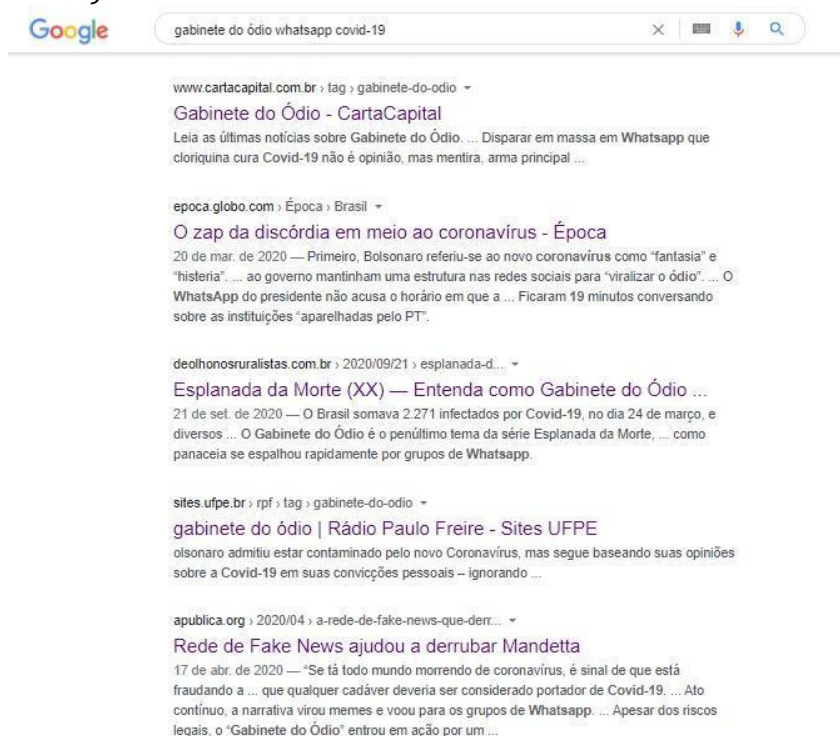 Google
gabinete do ódio whatsapp covid-19
www.cartacapital.com.br › tag › gabinete-do-odio
Gabinete do Ódio - CartaCapital
Leia as últimas notícias sobre Gabinete do Ódio. ... Disparar em massa em Whatsapp que
cloriquina cura Covid-19 não é opinião, mas mentira, arma principal ...
epoca.globo.com › Época › Brasil
O zap da discórdia em meio ao coronavírus - Época
20 de mar. de 2020 — Primeiro, Bolsonaro referiu-se ao novo coronavírus como "fantasia" e
"histeria". ... ao governo mantinham uma estrutura nas redes sociais para "viralizar o ódio". ... O
WhatsApp do presidente não acusa o horário em que a ... Ficaram 19 minutos conversando
sobre as instituições "aparelhadas pelo PT".
deolhonosruralistas.com.br › 2020/09/21 › esplanada-d...
Esplanada da Morte (XX) — Entenda como Gabinete do Ódio ...
21 de set. de 2020 — O Brasil somava 2.271 infectados por Covid-19, no dia 24 de março, e
diversos ... O Gabinete do Ódio é o penúltimo tema da série Esplanada da Morte, ... como
panaceia se espalhou rapidamente por grupos de Whatsapp.
sites.ufpe.br › rpf › tag › gabinete-do-odio
gabinete do ódio | Rádio Paulo Freire - Sites UFPE
olsonaro admitiu estar contaminado pelo novo Coronavírus, mas segue baseando suas opiniões
sobre a Covid-19 em suas convicções pessoais – ignorando ...
apublica.org › 2020/04 › a-rede-de-fake-news-que-derr...
Rede de Fake News ajudou a derrubar Mandetta
17 de abr. de 2020 — "Se tá todo mundo morrendo de coronavírus, é sinal de que está
fraudando a ... que qualquer cadáver deveria ser considerado portador de Covid-19. ... Ato
contínuo, a narrativa virou memes e voou para os grupos de Whatsapp. ... Apesar dos riscos
legais, o "Gabinete do Ódio" entrou em ação por um ...